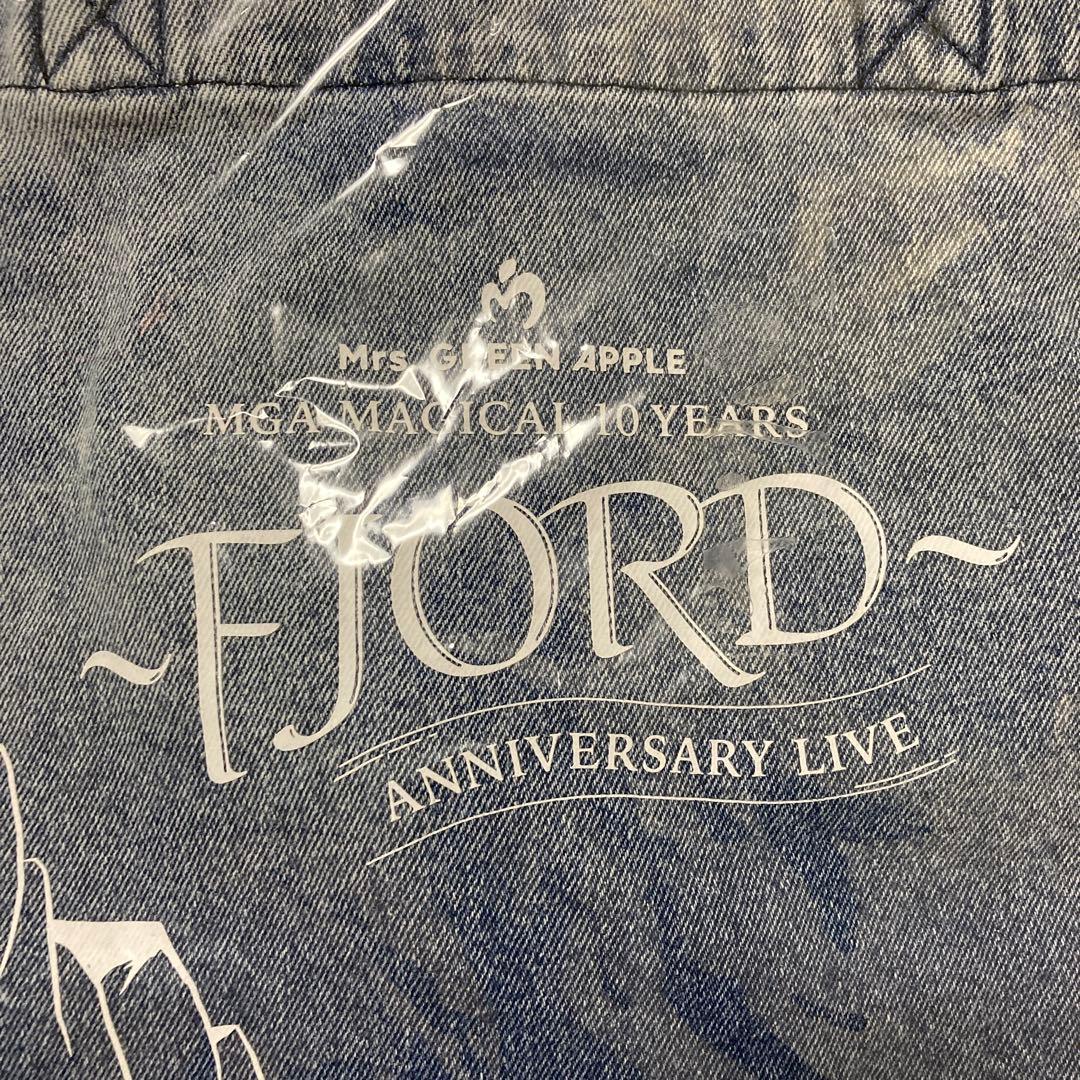 Mrs. GREEN APPLE
MGA MAGICAL 10 YEARS
~FJORD~
ANNIVERSARY LIVE